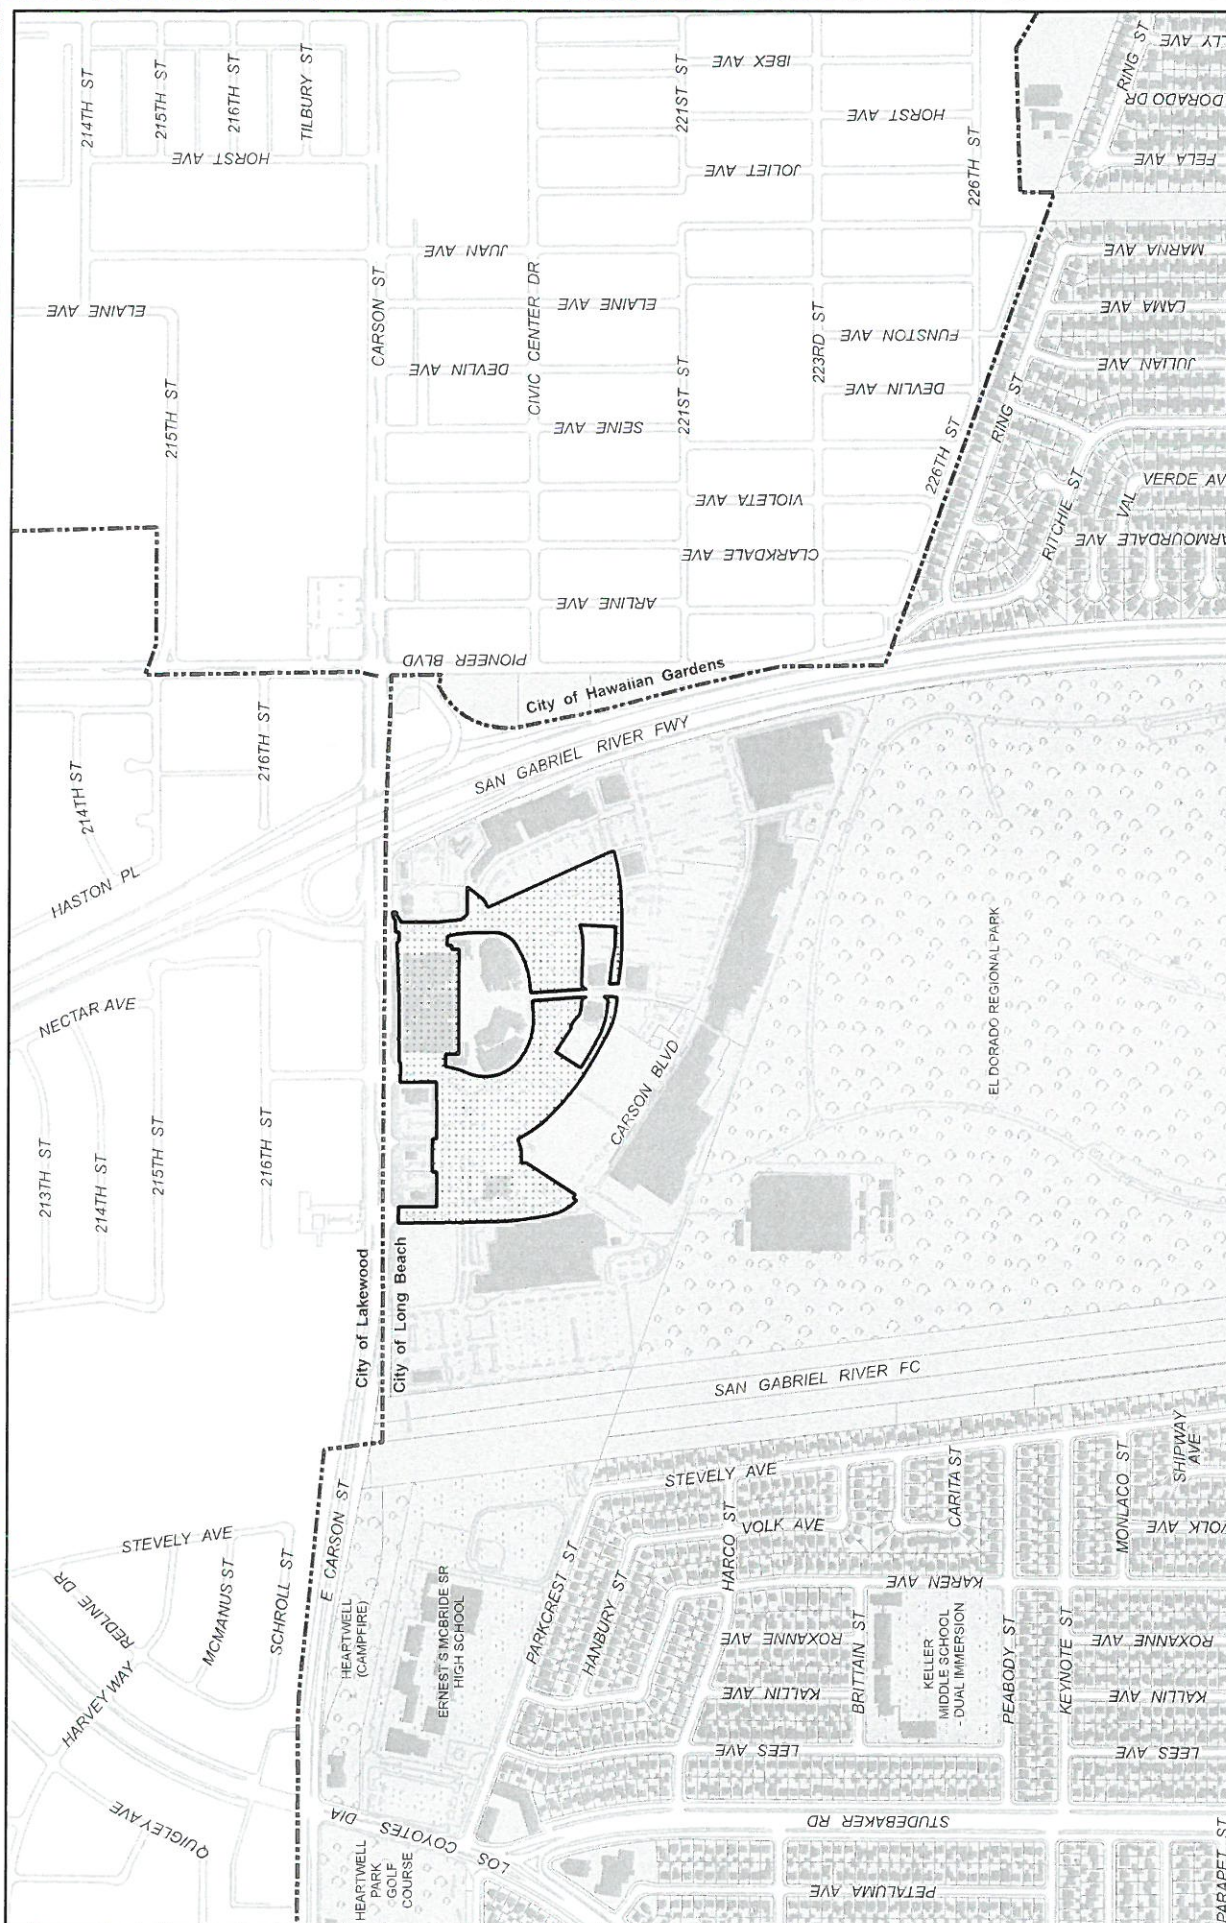 214TH ST
215TH ST
216TH ST
TILBURY ST
HORST AVE
ELAINE AVE
215TH ST
CARSON ST
JUAN AVE
CIVIC CENTER DR
ELAINE AVE
DEVLIN AVE
SEINE AVE
221ST ST
IBEX AVE
JOLIET AVE
HORST AVE
226TH ST
223RD ST
FUNSTON AVE
DEVLIN AVE
221ST ST
VIOLETA AVE
CLARKDALE AVE
ARLINE AVE
PIONEER BLVD
226TH ST
RING ST
LLY AVE
DORADO DR
FELA AVE
MARNA AVE
LAMA AVE
JULIAN AVE
RING ST
RITCHIE ST
VAL
VERDE AV
ARMOURDALE AVE
City of Hawaiian Gardens
SAN GABRIEL RIVER FWY
214TH ST
216TH ST
HASTON PL
NECTAR AVE
213TH ST
214TH ST
215TH ST
216TH ST
CARSON BLVD
EL DORADO REGIONAL PARK
City of Lakewood
City of Long Beach
SAN GABRIEL RIVER FC
STEVELY AVE
REDLINE DR
MCMANUS ST
SCHROLL ST
HARVEY WAY
QUIGLEY AVE
E CARSON ST
HEARTWELL
(CAMPFIRE)
ERNEST S MCBRIDE SR
HIGH SCHOOL
HEARTWELL
PARK
GOLF
COURSE
LOS COYOTES DIA
PARKCREST ST
HANBURY ST
STEVELY AVE
HARCO ST
VOLK AVE
CARITA ST
KAREN AVE
ROXANNE AVE
KALLIN AVE
LEES AVE
BRITTAIN ST
KELLER
MIDDLE SCHOOL
- DUAL IMMERSION
PEABODY ST
KEYNOTE ST
MONLACO ST
SHIPWAY
AVE
VOLK AVE
ROXANNE AVE
KALLIN AVE
LEES AVE
STUDEBAKER RD
PETALUMA AVE
PARAPET ST